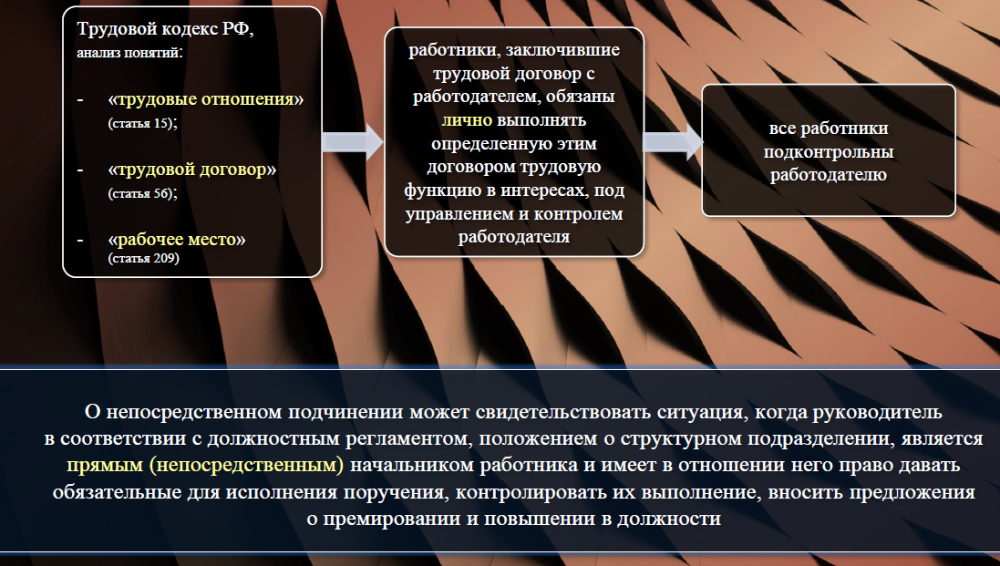 Трудовой кодекс РФ,
анализ понятий:
- «трудовые отношения»
(статья 15);
- «трудовой договор»
(статья 56);
- «рабочее место»
(статья 209)
работники, заключившие
трудовой договор с
работодателем, обязаны
лично выполнять
определенную этим
договором трудовую
функцию в интересах, под
управлением и контролем
работодателя
все работники
подконтрольны
работодателю
О непосредственном подчинении может свидетельствовать ситуация, когда руководитель
в соответствии с должностным регламентом, положением о структурном подразделении, является
прямым (непосредственным) начальником работника и имеет в отношении него право давать
обязательные для исполнения поручения, контролировать их выполнение, вносить предложения
о премировании и повышении в должности